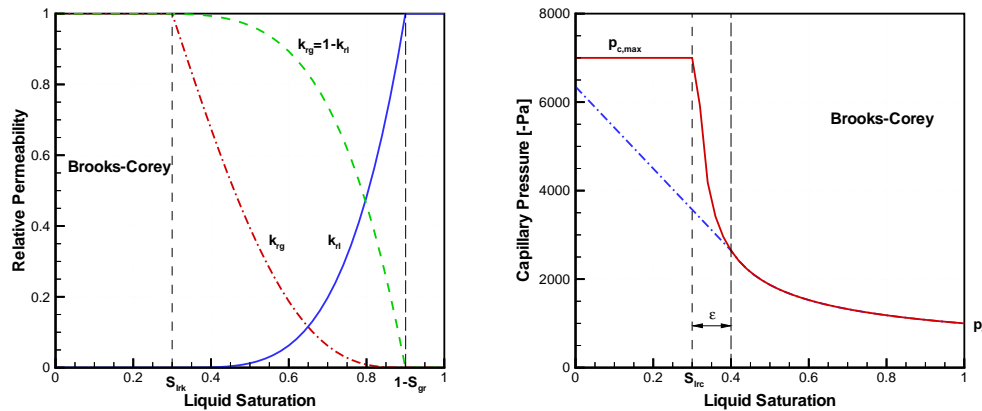 1
0.8
0.6
0.4
0.2
0
Relative Permeability
k_rg=1-k_rl
Brooks-Corey
k_rg
k_rl
0
0.2
0.4
0.6
0.8
1
S_lrk
1-S_gr
Liquid Saturation
8000
6000
4000
2000
0
Capillary Pressure [-Pa]
p_c,max
Brooks-Corey
ε
p
0
0.2
0.4
0.6
0.8
1
S_lrc
Liquid Saturation